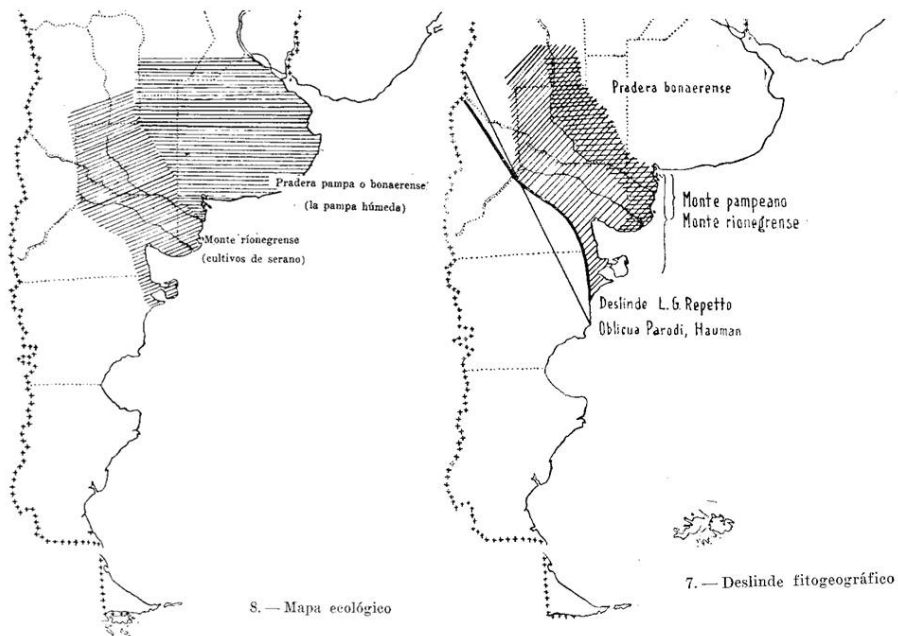 Pradera pampa o bonaerense
(la pampa húmeda)
Monte rionegrense
(cultivos de serano)
8. — Mapa ecológico
Pradera bonaerense
Monte pampeano
Monte rionegrense
Deslinde L. G. Repetto
Oblicua Parodi, Hauman
7. — Deslinde fitogeográfico